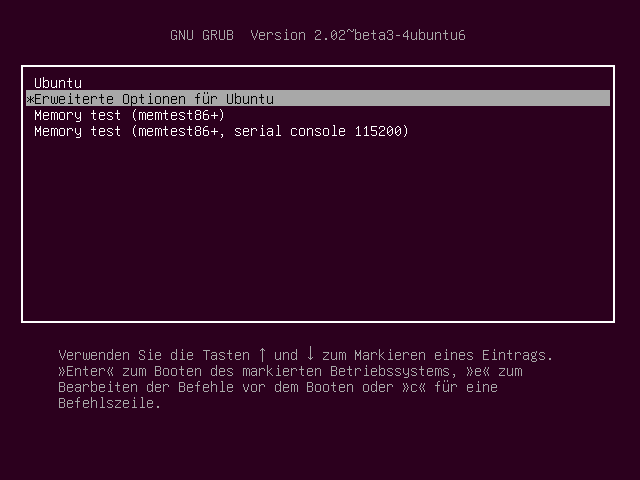 GNU GRUB  Version 2.02~beta3-4ubuntu6
Ubuntu
*Erweiterte Optionen für Ubuntu
Memory test (memtest86+)
Memory test (memtest86+, serial console 115200)
Verwenden Sie die Tasten ↑ und ↓ zum Markieren eines Eintrags.
»Enter« zum Booten des markierten Betriebssystems, »e« zum
Bearbeiten der Befehle vor dem Booten oder »c« für eine
Befehlszeile.